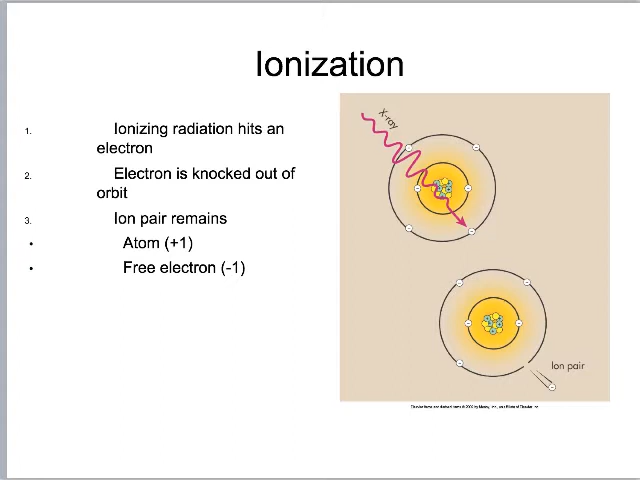 Ionization
1. Ionizing radiation hits an
electron
2. Electron is knocked out of
orbit
3. Ion pair remains
• Atom (+1)
• Free electron (-1)
X-ray
Ion pair